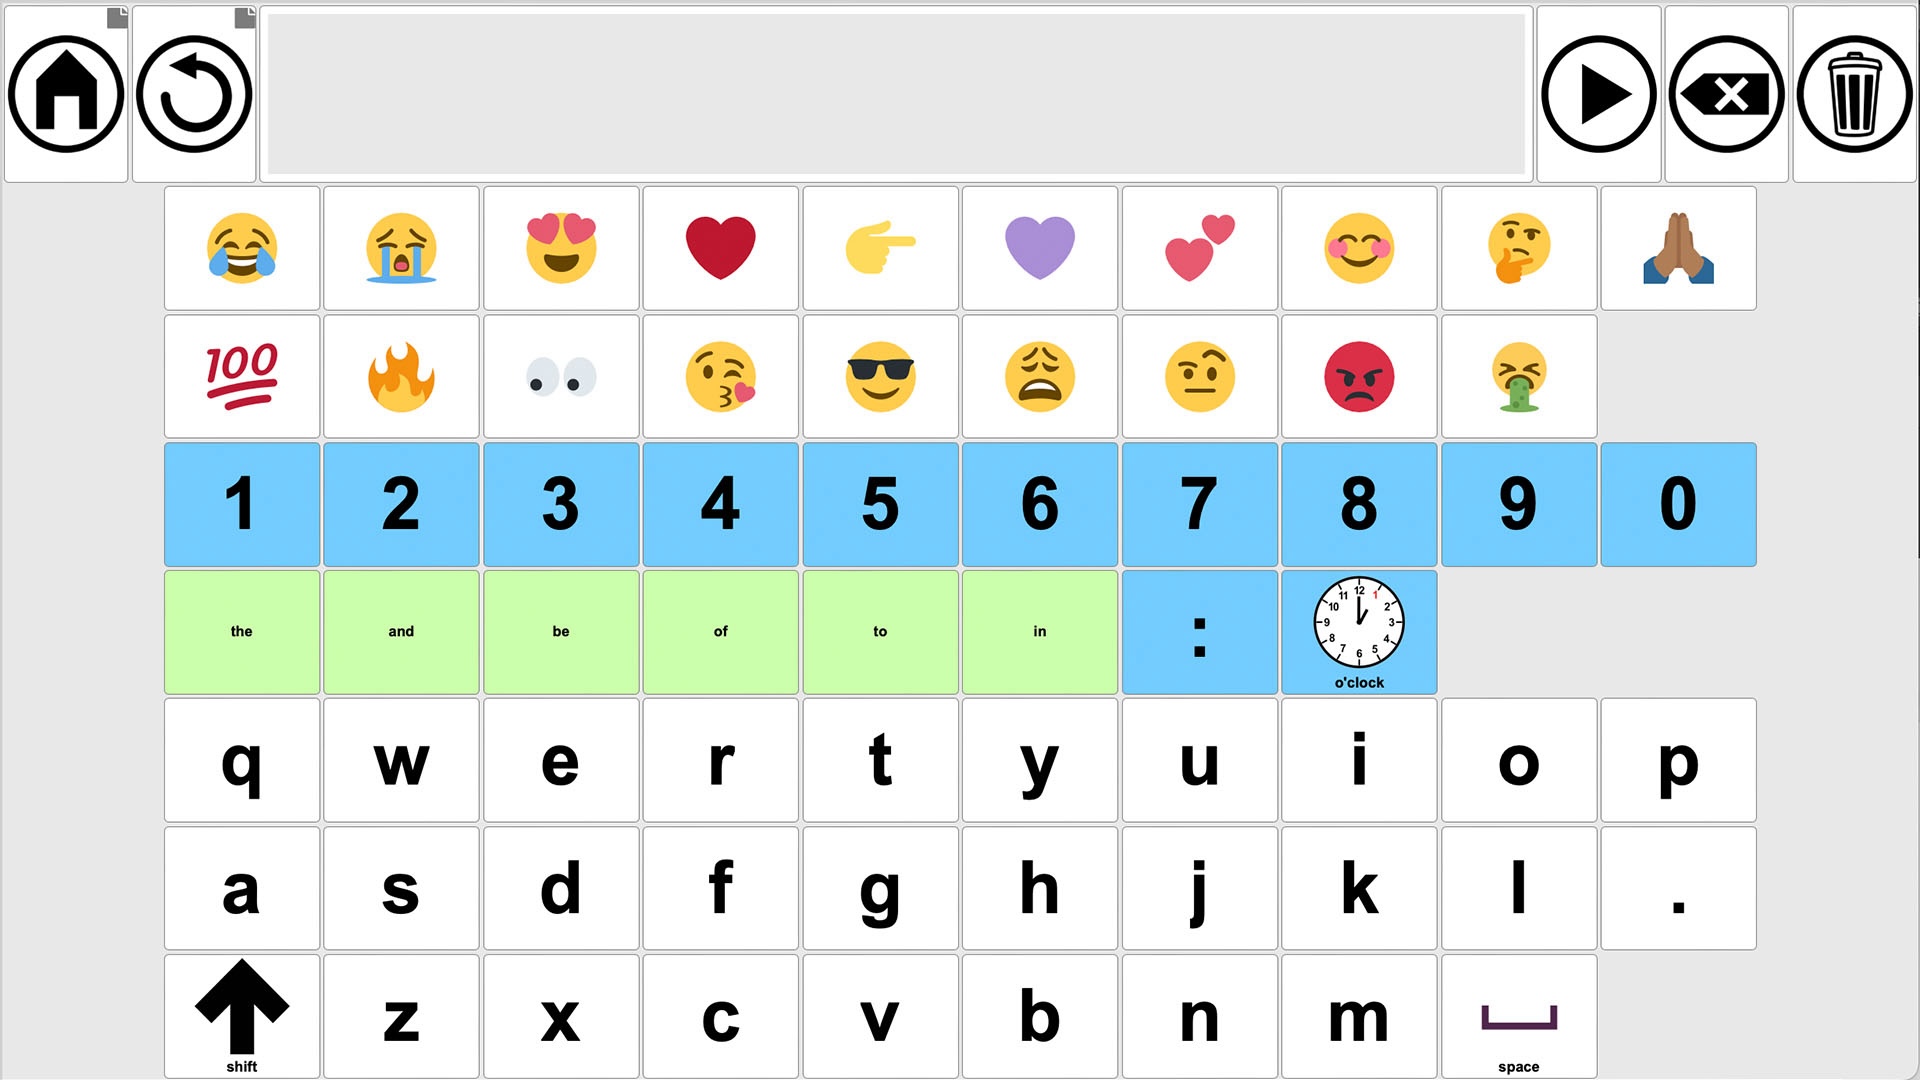 100
1 2 3 4 5 6 7 8 9 0
the and be of to in :
12 1 2 3 4 5 6 7 8 9 10 11
o'clock
q w e r t y u i o p
a s d f g h j k l .
z x c v b n m
shift space